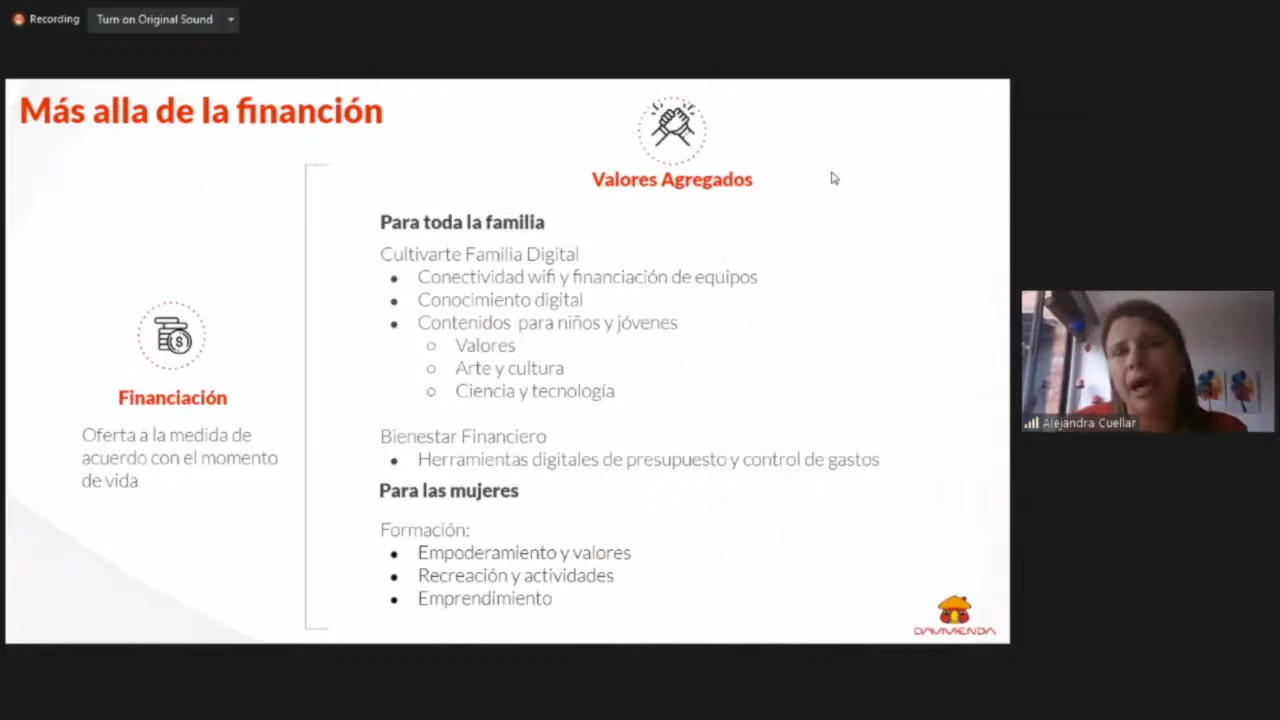 Recording
Turn on Original Sound
Más alla de la financión
Valores Agregados
Para toda la familia
Cultivarte Familia Digital
Conectividad wifi y financiación de equipos
Conocimiento digital
Contenidos para niños y jóvenes
Valores
Arte y cultura
Ciencia y tecnología
Bienestar Financiero
Herramientas digitales de presupuesto y control de gastos
Para las mujeres
Formación:
Empoderamiento y valores
Recreación y actividades
Emprendimiento
Financiación
Oferta a la medida de
acuerdo con el momento
de vida
DAVIVIENDA
Alejandra Cuellar